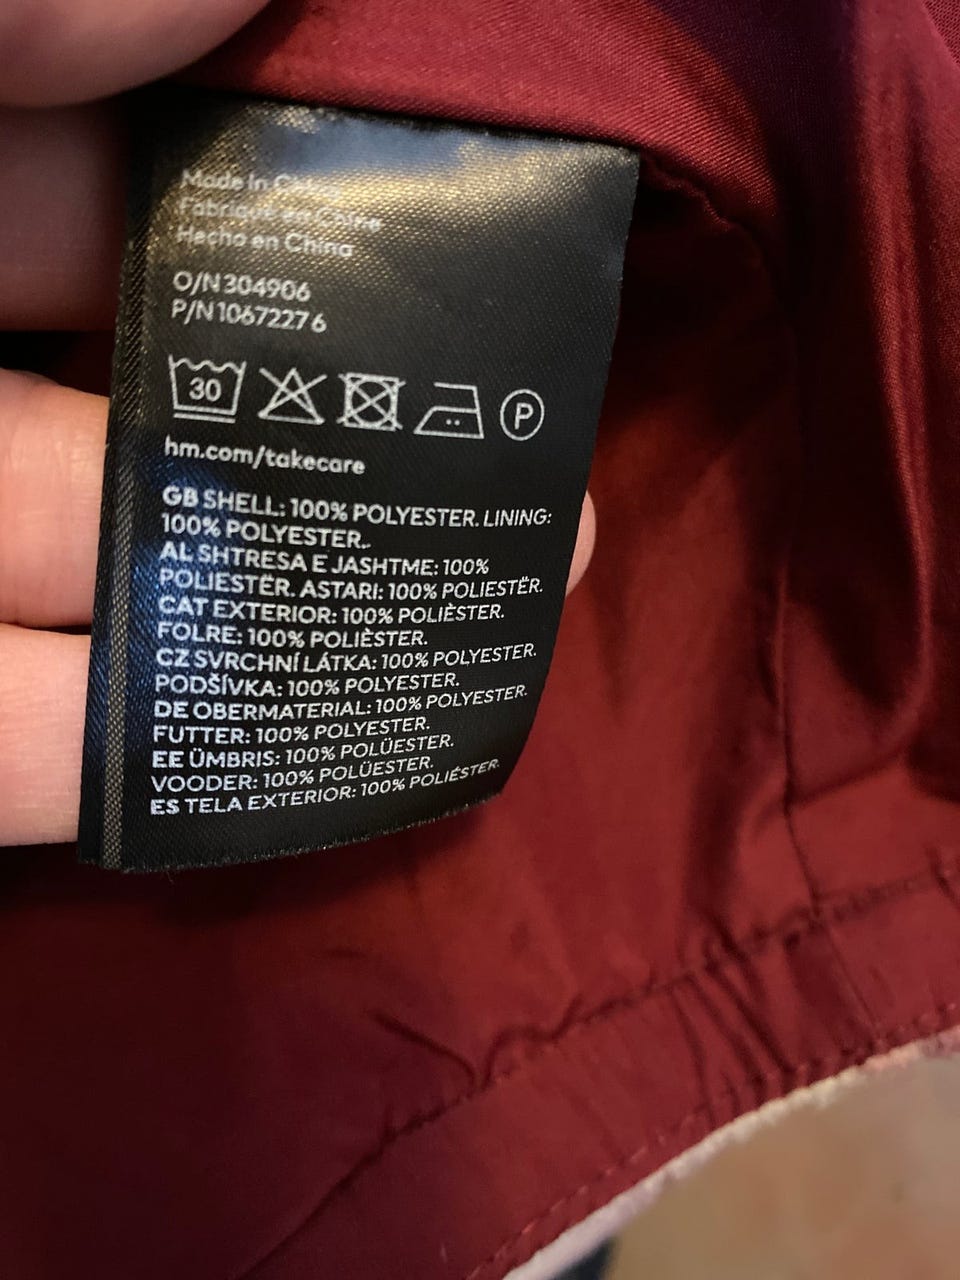 Made in China
Fabriqué en Chine
Hecho en China
O/N 304906
P/N 10672276
30 P
hm.com/takecare
GB SHELL: 100% POLYESTER. LINING:
100% POLYESTER..
AL SHTRESA E JASHTME: 100%
POLIESTËR. ASTARI: 100% POLIESTËR.
CAT EXTERIOR: 100% POLIÈSTER.
FOLRE: 100% POLIÈSTER.
CZ SVRCHNÍ LÁTKA: 100% POLYESTER.
PODŠÍVKA: 100% POLYESTER.
DE OBERMATERIAL: 100% POLYESTER.
FUTTER: 100% POLYESTER.
EE ÜMBRIS: 100% POLÜESTER.
VOODER: 100% POLÜESTER.
ES TELA EXTERIOR: 100% POLIÉSTER.